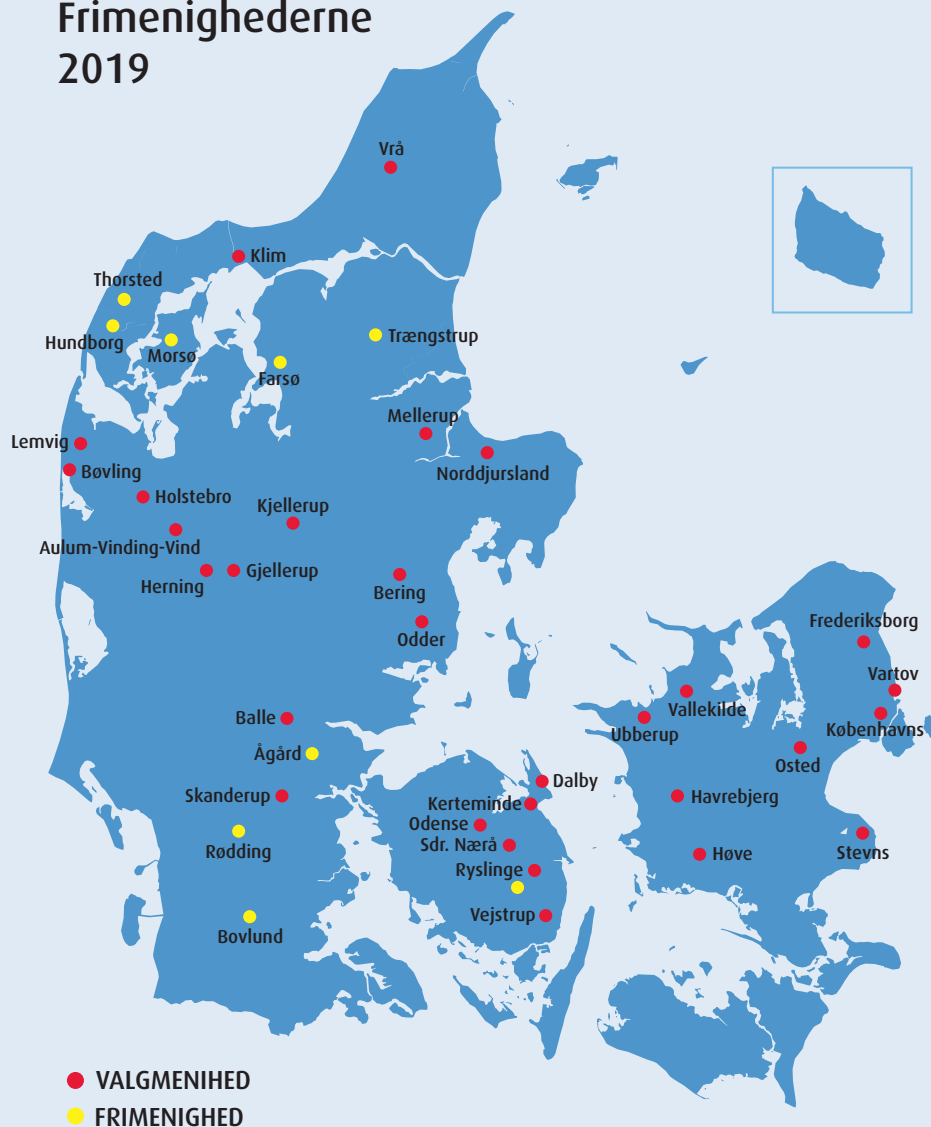 Frimenighederne
2019
Vrå
Klim
Thorsted
Hundborg
Morsø
Trængstrup
Farsø
Mellerup
Lemvig
Norddjursland
Bøvling
Holstebro
Kjellerup
Aulum-Vinding-Vind
Herning
Gjellerup
Bering
Odder
Frederiksborg
Vartov
Vallekilde
Københavns
Ubberup
Balle
Ågård
Osted
Dalby
Skanderup
Kerteminde
Havrebjerg
Odense
Sdr. Nærå
Rødding
Høve
Stevns
Ryslinge
Vejstrup
Bovlund
VALGMENIHED
FRIMENIGHED